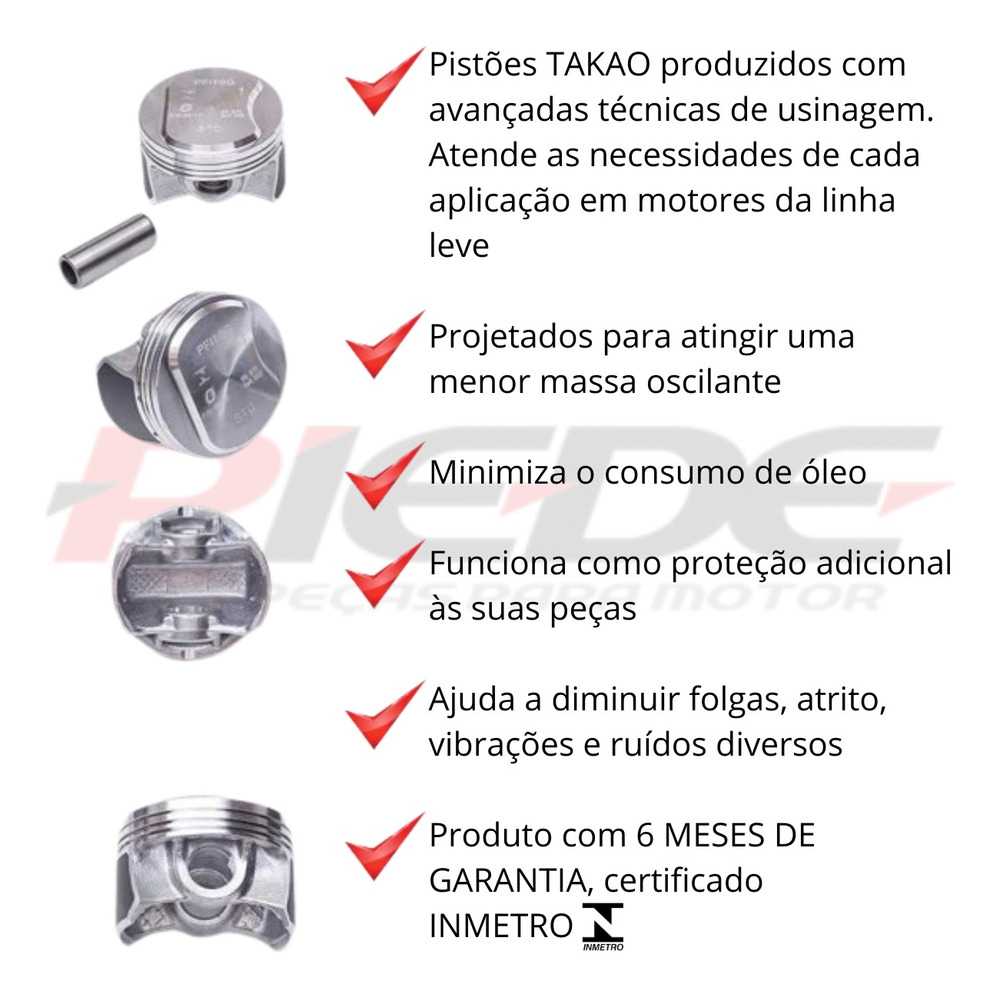 Pistões TAKAO produzidos com
avançadas técnicas de usinagem.
Atende as necessidades de cada
aplicação em motores da linha
leve
Projetados para atingir uma
menor massa oscilante
Minimiza o consumo de óleo
Funciona como proteção adicional
às suas peças
Ajuda a diminuir folgas, atrito,
vibrações e ruídos diversos
Produto com 6 MESES DE
GARANTIA, certificado
INMETRO
INMETRO
PIEDE
PEÇAS PARA MOTOR
STD